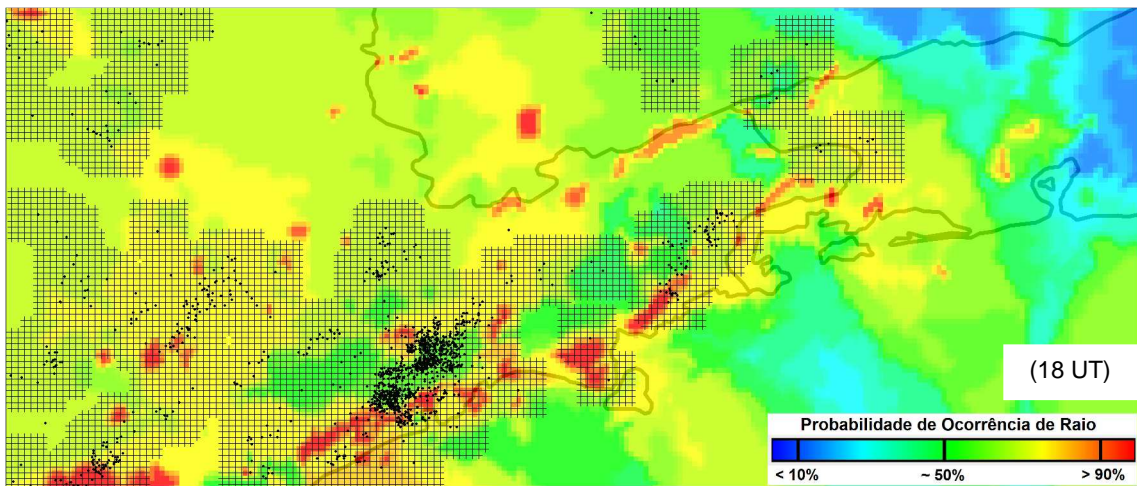 (18 UT)
Probabilidade de Ocorrência de Raio
< 10% ~50% > 90%